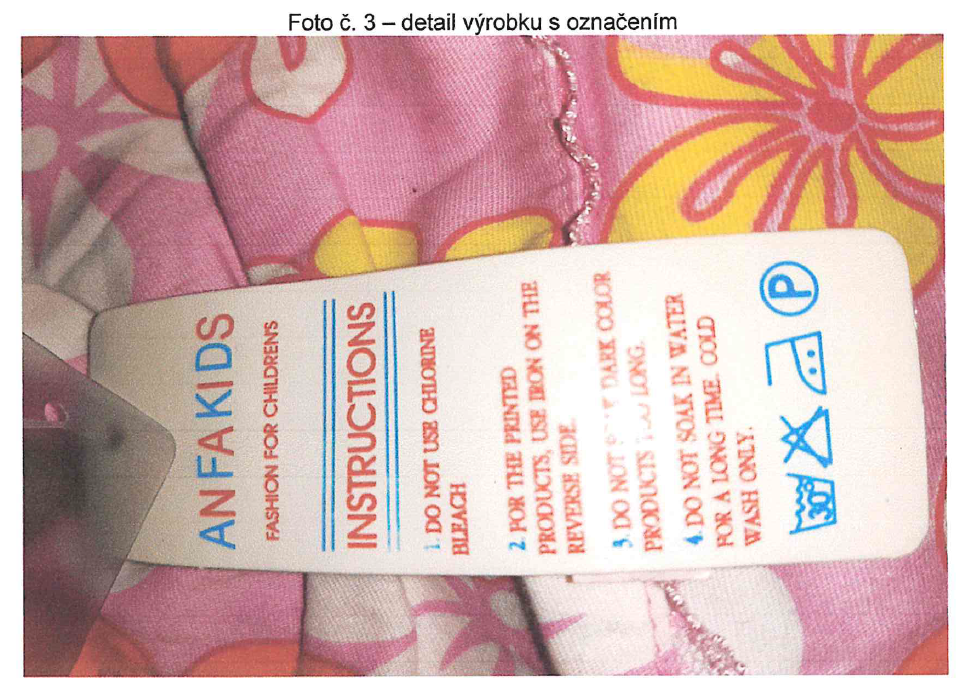 Foto č. 3 – detail výrobku s označením
ANFAKIDS
FASHION FOR CHILDREN'S
INSTRUCTIONS
1. DO NOT USE CHLORINE
BLEACH
2. FOR THE PRINTED
PRODUCTS, USE IRON ON THE
REVERSE SIDE.
3. DO NOT DARK COLOR
PRODUCTS LONG.
4. DO NOT SOAK IN WATER
FOR A LONG TIME. COLD
WASH ONLY.
30°
P